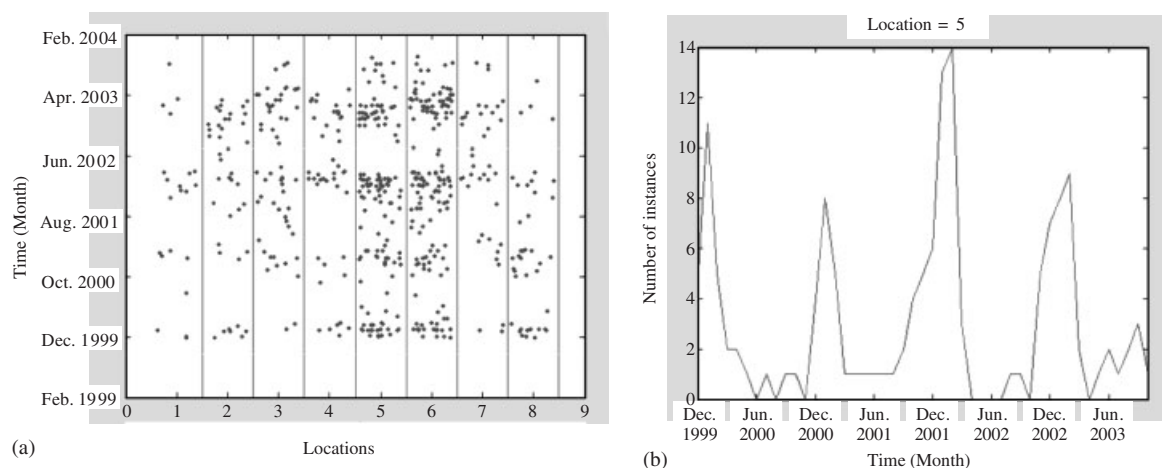 (a)
Time (Month)
Feb. 2004
Apr. 2003
Jun. 2002
Aug. 2001
Oct. 2000
Dec. 1999
Feb. 1999
0 1 2 3 4 5 6 7 8 9
Locations
(b)
Location = 5
Number of instances
14
12
10
8
6
4
2
0
Dec. Jun. Dec. Jun. Dec. Jun. Dec. Jun.
1999 2000 2000 2001 2001 2002 2002 2003
Time (Month)